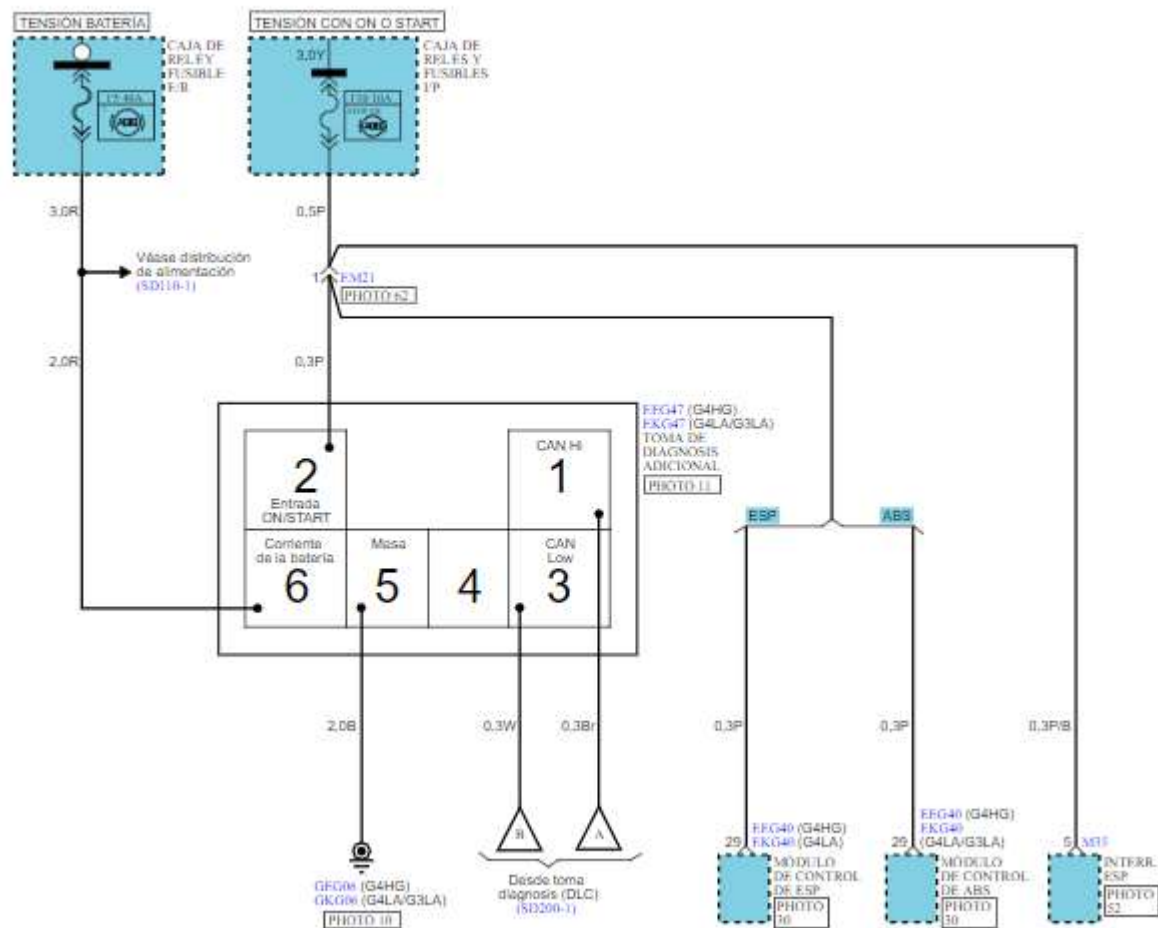 TENSIÓN BATERÍA
TENSIÓN CON ON O START
CAJA DE
RELE Y
FUSIBLE
E/R
3,0Y
CAJA DE
RELES Y
FUSIBLES
I/P
3,0R
0,5P
Véase distribución
de alimentación
(SD110-1)
1
EM21
PHOTO 62
2,0R
0,3P
EEG47 (G4HG)
EKG47 (G4LA/G3LA)
TOMA DE
DIAGNOSIS
ADICIONAL
PHOTO 11
2
Entrada
ON/START
CAN Hi
1
Corriente
de la batería
6
Masa
5
4
CAN
Low
3
ESP
ABS
2,0B
0,3W
0,3Br
0,3P
0,3P
0,3P/B
B
A
GEG06 (G4HG)
GKG06 (G4LA/G3LA)
PHOTO 10
Desde toma
diagnosis (DLC)
(SD200-1)
EEG40 (G4HG)
EKG40 (G4LA)
29
MÓDULO
DE CONTROL
DE ESP
PHOTO
30
EEG40 (G4HG)
EKG40
(G4LA/G3LA)
29
MÓDULO
DE CONTROL
DE ABS
PHOTO
30
5
M35
INTERR.
ESP
PHOTO
52